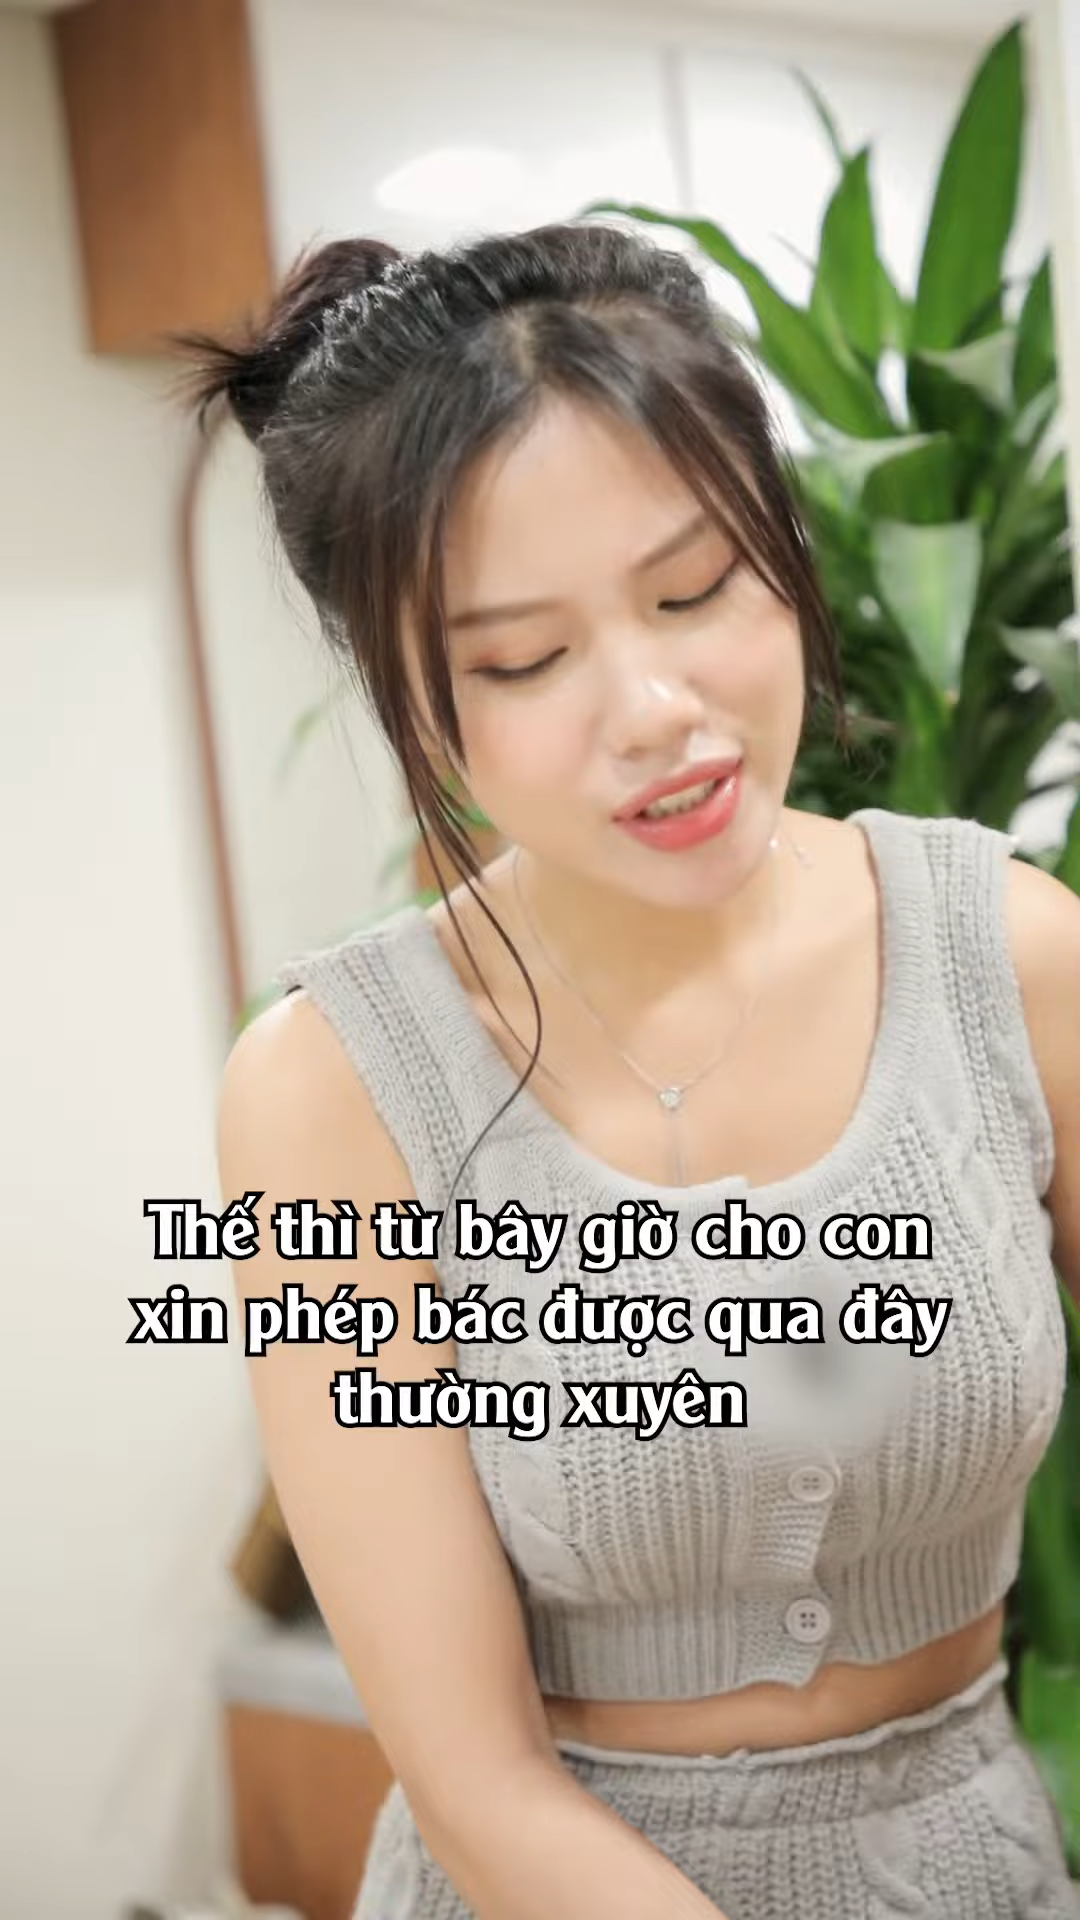 Thế thì từ bây giờ cho con
xin phép bác được qua đây
thường xuyên